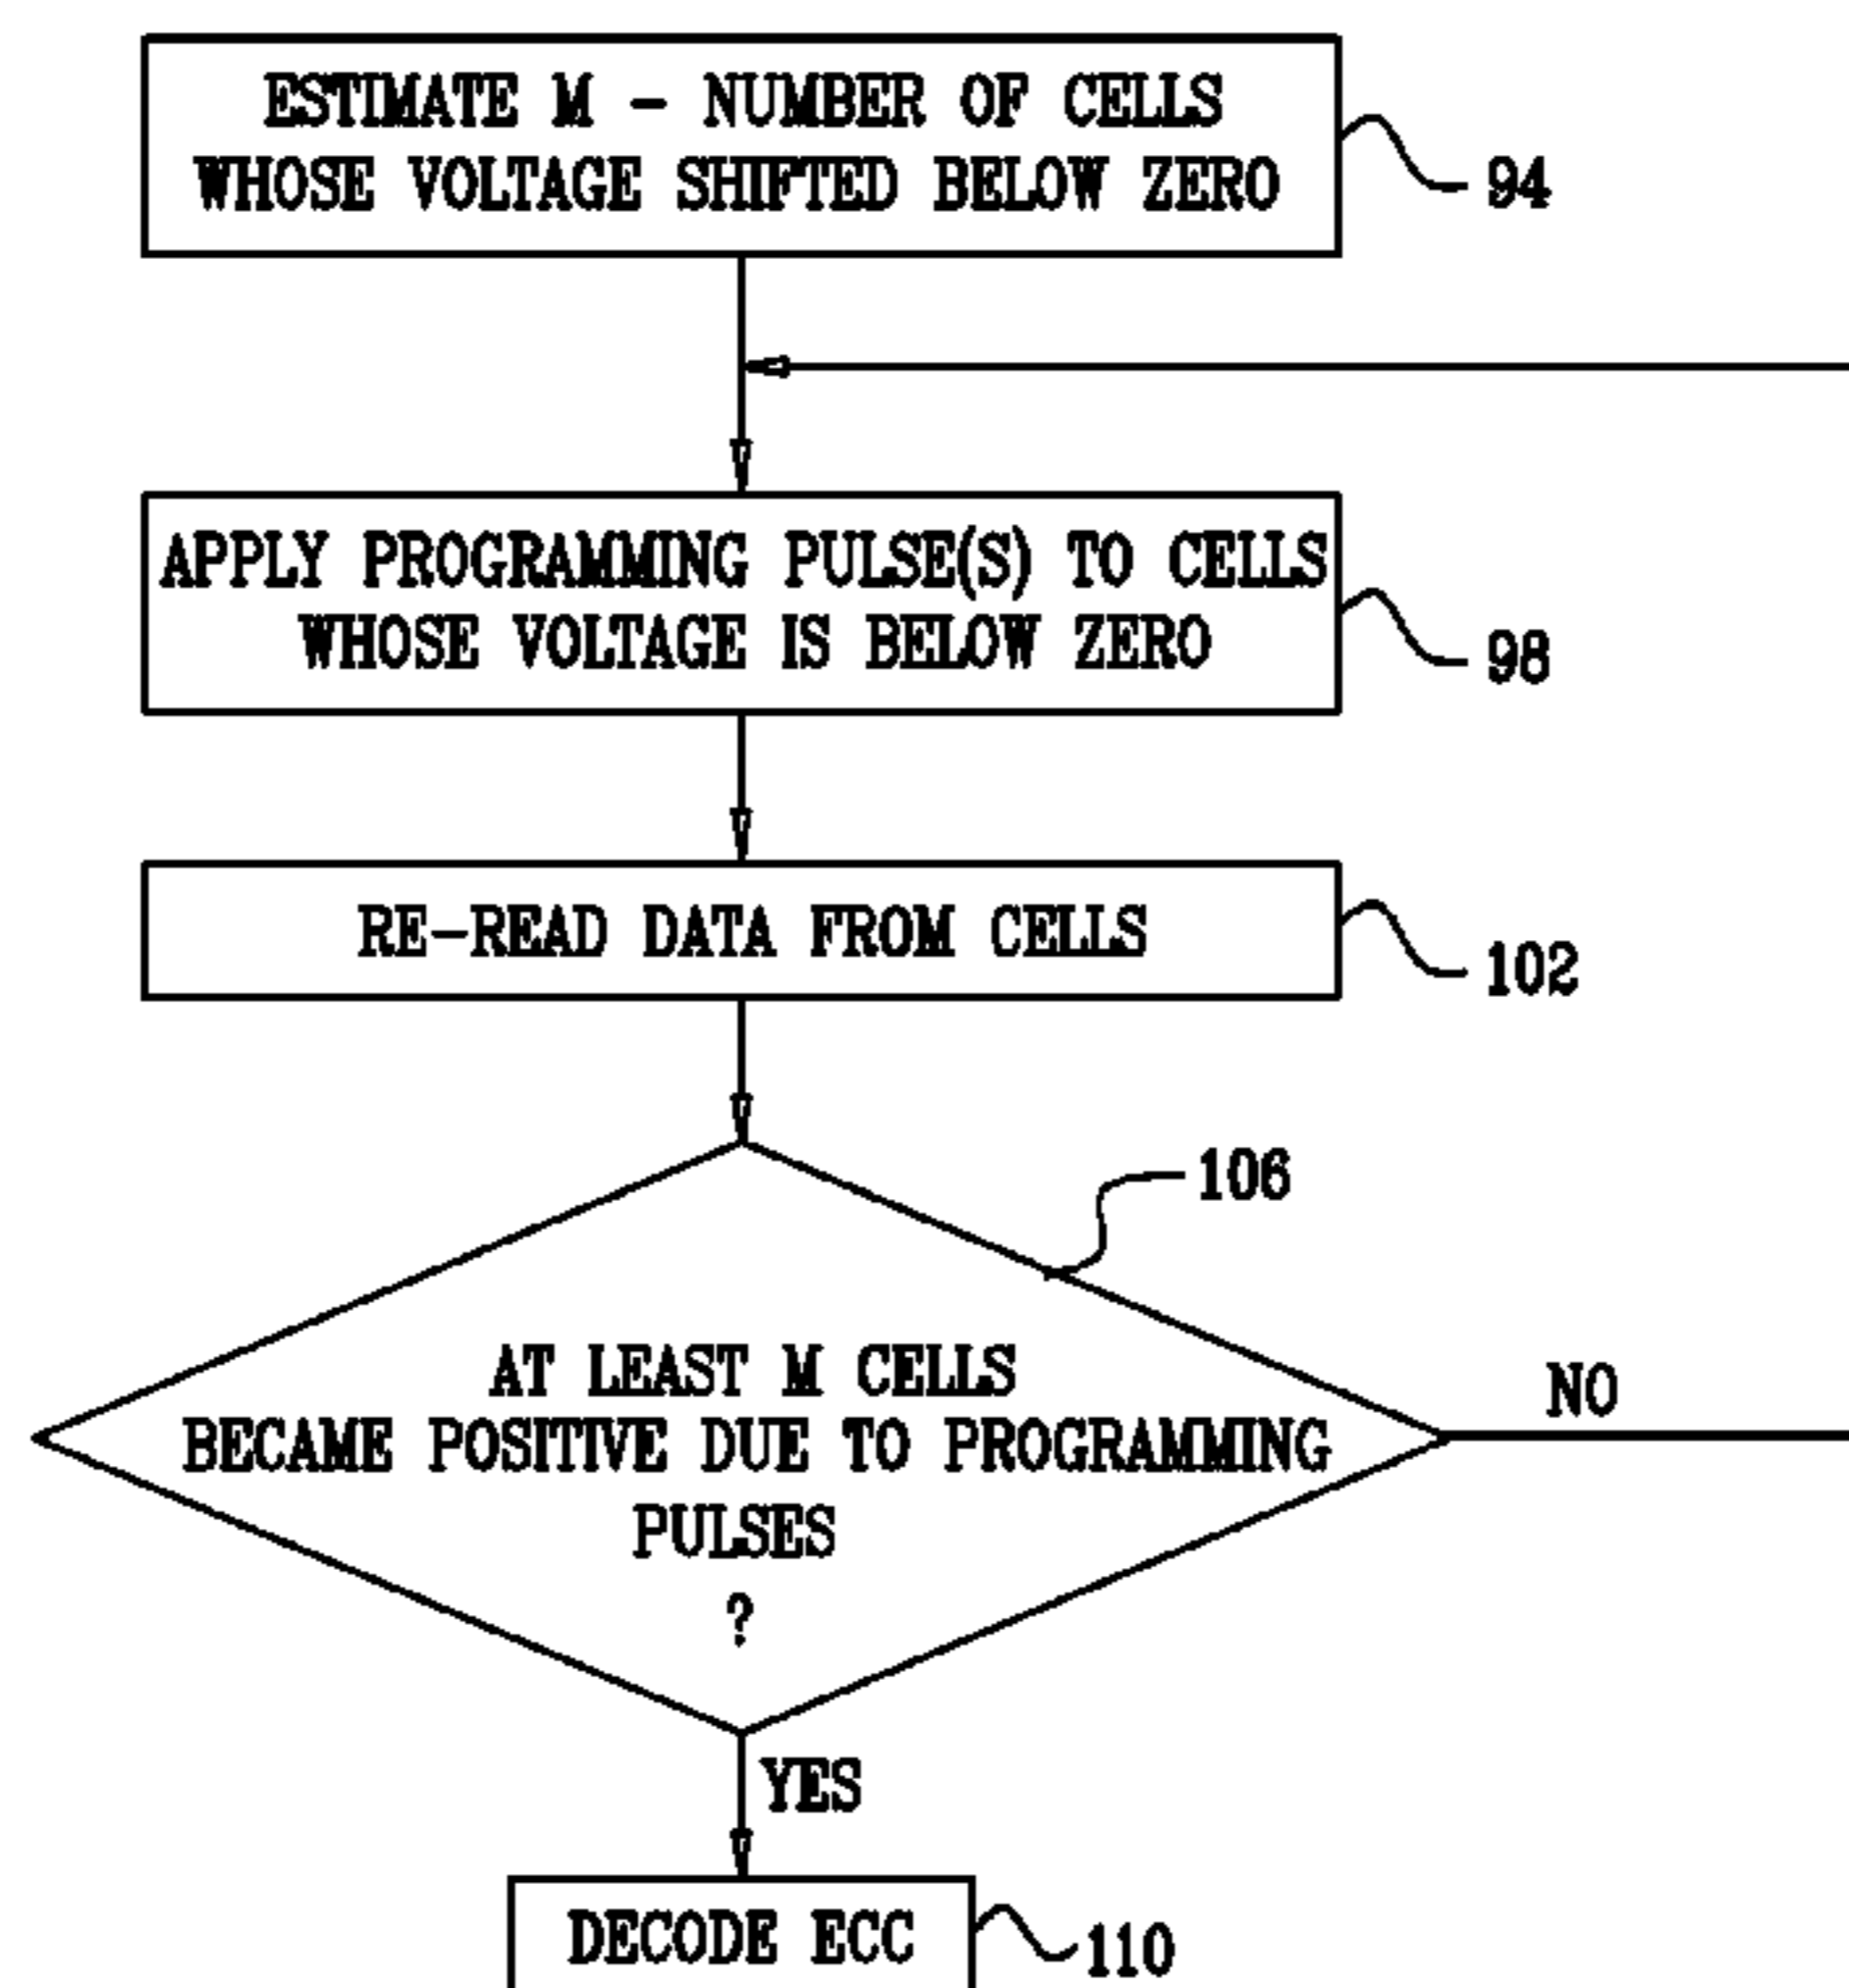 ESTIMATE M - NUMBER OF CELLS
WHOSE VOLTAGE SHIFTED BELOW ZERO
94
APPLY PROGRAMMING PULSE(S) TO CELLS
WHOSE VOLTAGE IS BELOW ZERO
98
RE-READ DATA FROM CELLS
102
106
AT LEAST M CELLS
BECAME POSITIVE DUE TO PROGRAMMING
PULSES
?
NO
YES
DECODE ECC
110